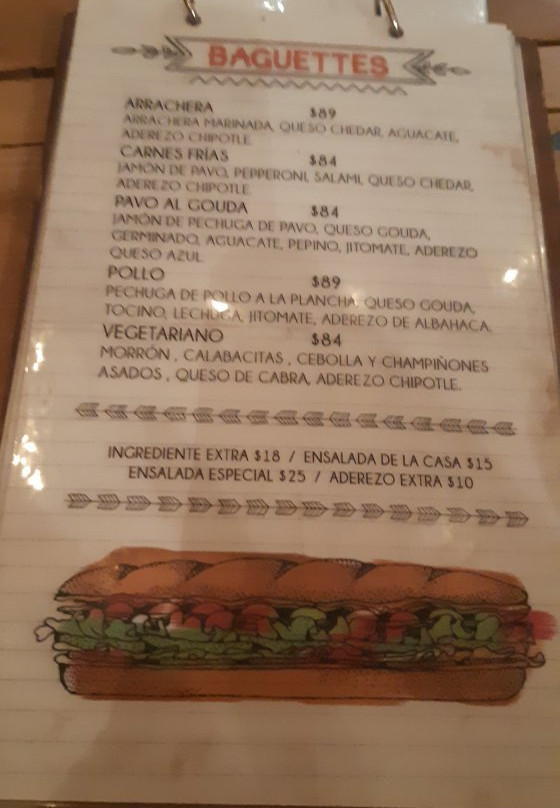 BAGUETTES
ARRACHERA $89
ARRACHERA MARINADA, QUESO CHEDAR, AGUACATE,
ADEREZO CHIPOTLE
CARNES FRÍAS $84
JAMÓN DE PAVO, PEPPERONI, SALAMI, QUESO CHEDAR,
ADEREZO CHIPOTLE
PAVO AL GOUDA $84
JAMÓN DE PECHUGA DE PAVO, QUESO GOUDA,
GERMINADO, AGUACATE, PEPINO, JITOMATE, ADEREZO
QUESO AZUL
POLLO $89
PECHUGA DE POLLO A LA PLANCHA, QUESO GOUDA,
TOCINO, LECHUGA, JITOMATE, ADEREZO DE ALBAHACA.
VEGETARIANO $84
MORRÓN , CALABACITAS , CEBOLLA Y CHAMPIÑONES
ASADOS , QUESO DE CABRA, ADEREZO CHIPOTLE.
INGREDIENTE EXTRA $18 / ENSALADA DE LA CASA $15
ENSALADA ESPECIAL $25 / ADEREZO EXTRA $10